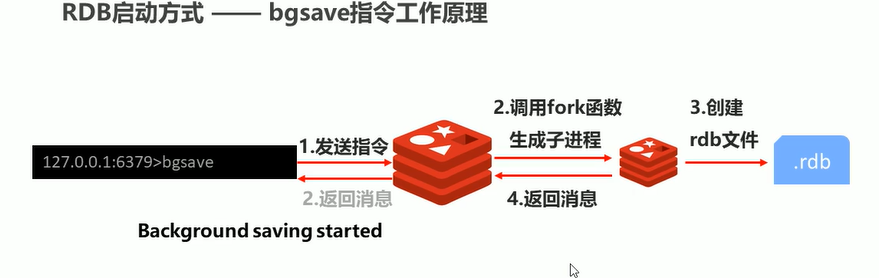 RDB启动方式 —— bgsave指令工作原理
2.调用fork函数
生成子进程
3.创建
rdb文件
1.发送指令
127.0.0.1:6379>bgsave
.rdb
2.返回消息
4.返回消息
Background saving started